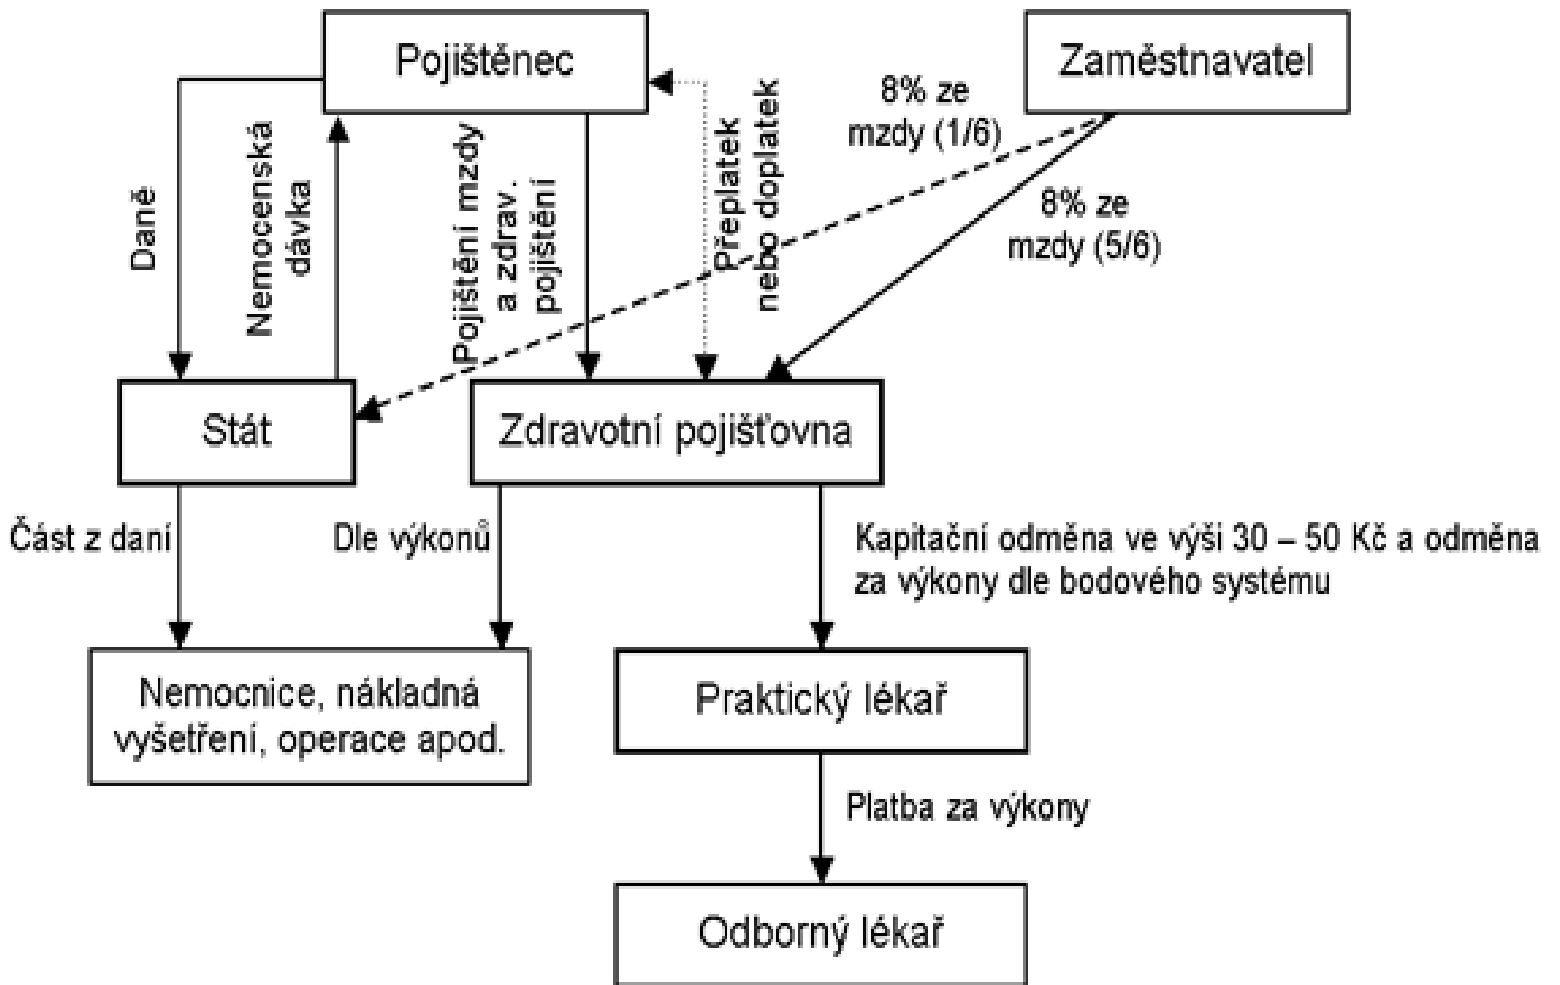 Pojištěnec
Zaměstnavatel
8% ze
mzdy (1/6)
8% ze
mzdy (5/6)
Daně
Nemocenská
dávka
Pojištění mzdy
a zdrav.
pojištění
Přeplatek
nebo doplatek
Stát
Zdravotní pojišťovna
Část z daní
Dle výkonů
Kapitační odměna ve výši 30 – 50 Kč a odměna
za výkony dle bodového systému
Nemocnice, nákladná
vyšetření, operace apod.
Praktický lékař
Platba za výkony
Odborný lékař